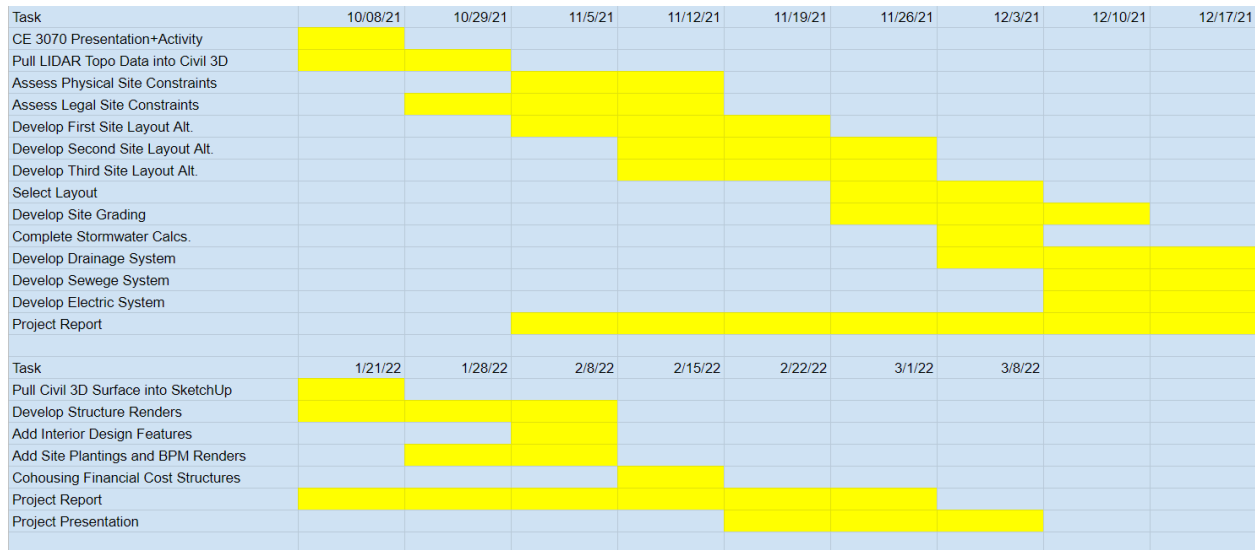 Task 10/08/21 10/29/21 11/5/21 11/12/21 11/19/21 11/26/21 12/3/21 12/10/21 12/17/21
CE 3070 Presentation+Activity
Pull LIDAR Topo Data into Civil 3D
Assess Physical Site Constraints
Assess Legal Site Constraints
Develop First Site Layout Alt.
Develop Second Site Layout Alt.
Develop Third Site Layout Alt.
Select Layout
Develop Site Grading
Complete Stormwater Calcs.
Develop Drainage System
Develop Sewege System
Develop Electric System
Project Report
Task 1/21/22 1/28/22 2/8/22 2/15/22 2/22/22 3/1/22 3/8/22
Pull Civil 3D Surface into SketchUp
Develop Structure Renders
Add Interior Design Features
Add Site Plantings and BPM Renders
Cohousing Financial Cost Structures
Project Report
Project Presentation